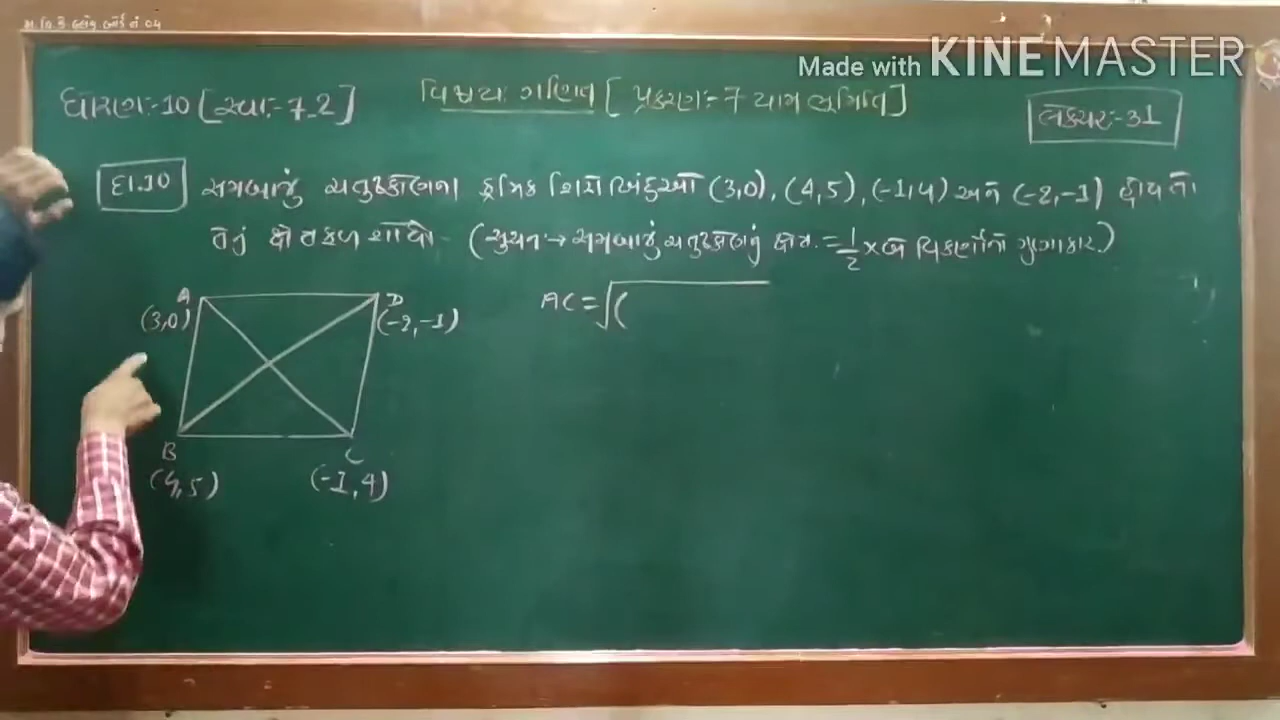 Made with KINEMASTER
ધોરણ:-10 [સ્વા:-7.2] વિષય: ગણિત [ પ્રકરણ:-7 યામ ભૂમિતિ ] લેક્ચર:-31
દા.10 સમબાજું ચતુષ્કોણના ક્રમિક શિરોબિંદુઓ (3,0), (4,5), (-1,4) અને (-2,-1) હોય તો
તેનું ક્ષેત્રફળ શોધો. (સુચન:→ સમબાજું ચતુષ્કોણનું ક્ષેત્ર. = 1/2 × બે વિકર્ણોનો ગુણાકાર.)
A D AC = √(
(3,0) (-2,-1)
B C
(4,5) (-1,4)